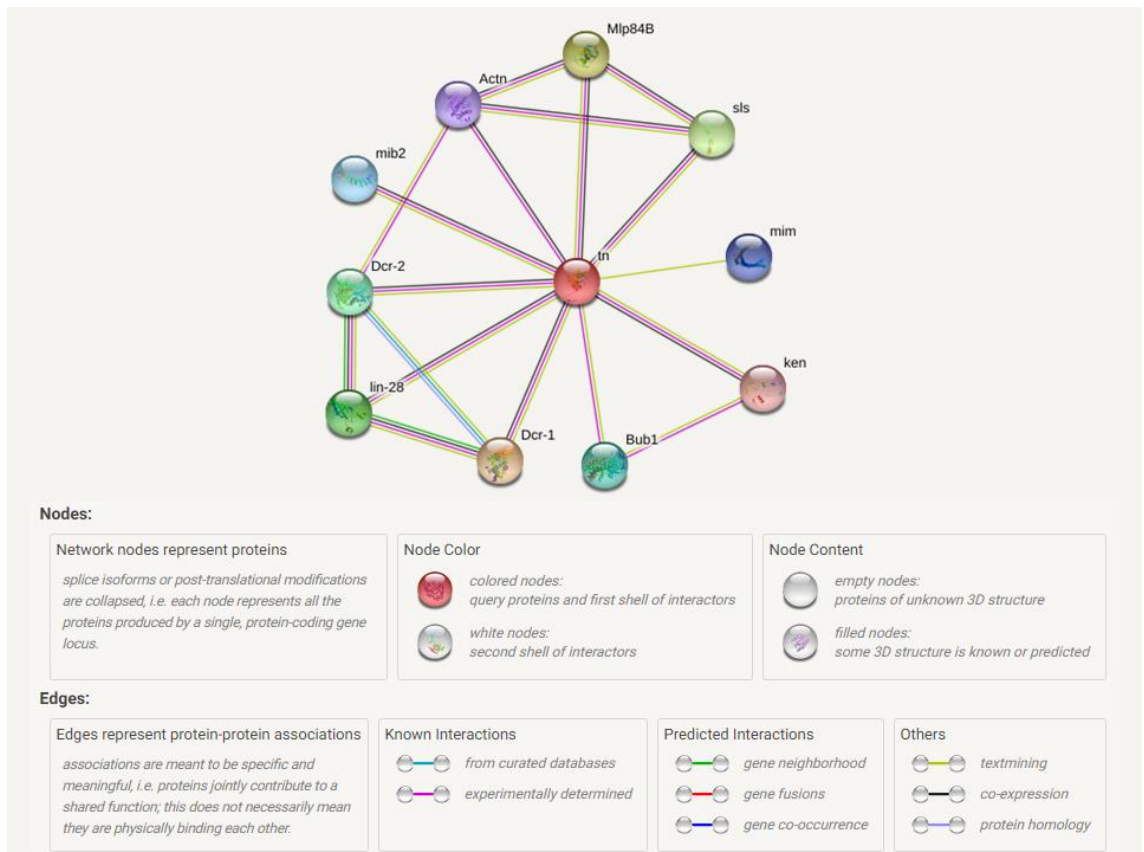 Mlp84B
Actn
sls
mib2
mim
tn
Dcr-2
ken
lin-28
Dcr-1
Bub1
Nodes:
Network nodes represent proteins
splice isoforms or post-translational modifications
are collapsed, i.e. each node represents all the
proteins produced by a single, protein-coding gene
locus.
Node Color
colored nodes:
query proteins and first shell of interactors
white nodes:
second shell of interactors
Node Content
empty nodes:
proteins of unknown 3D structure
filled nodes:
some 3D structure is known or predicted
Edges:
Edges represent protein-protein associations
associations are meant to be specific and
meaningful, i.e. proteins jointly contribute to a
shared function; this does not necessarily mean
they are physically binding each other.
Known Interactions
from curated databases
experimentally determined
Predicted Interactions
gene neighborhood
gene fusions
gene co-occurrence
Others
textmining
co-expression
protein homology